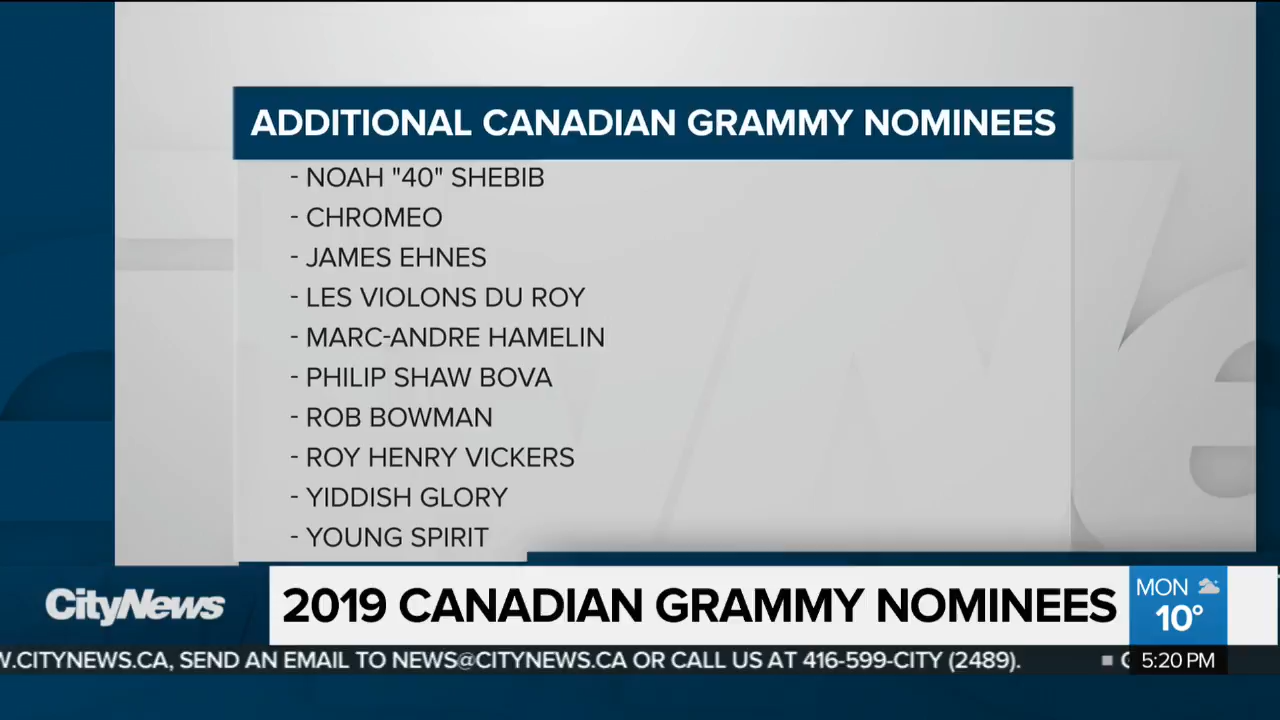 ADDITIONAL CANADIAN GRAMMY NOMINEES
- NOAH "40" SHEBIB
- CHROMEO
- JAMES EHNES
- LES VIOLONS DU ROY
- MARC-ANDRE HAMELIN
- PHILIP SHAW BOVA
- ROB BOWMAN
- ROY HENRY VICKERS
- YIDDISH GLORY
- YOUNG SPIRIT
CityNews
2019 CANADIAN GRAMMY NOMINEES
MON
10°
.CITYNEWS.CA, SEND AN EMAIL TO NEWS@CITYNEWS.CA OR CALL US AT 416-599-CITY (2489).
5:20 PM